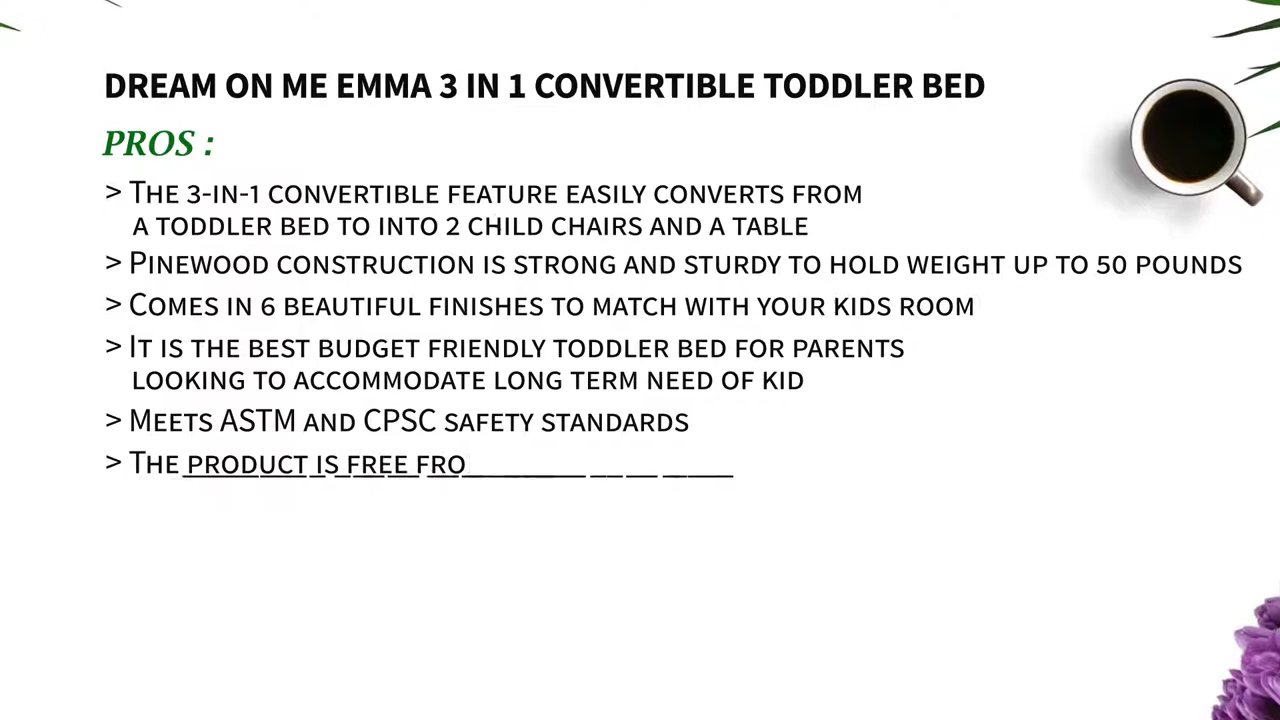 DREAM ON ME EMMA 3 IN 1 CONVERTIBLE TODDLER BED
PROS :
> THE 3-IN-1 CONVERTIBLE FEATURE EASILY CONVERTS FROM
A TODDLER BED TO INTO 2 CHILD CHAIRS AND A TABLE
> PINEWOOD CONSTRUCTION IS STRONG AND STURDY TO HOLD WEIGHT UP TO 50 POUNDS
> COMES IN 6 BEAUTIFUL FINISHES TO MATCH WITH YOUR KIDS ROOM
> IT IS THE BEST BUDGET FRIENDLY TODDLER BED FOR PARENTS
LOOKING TO ACCOMMODATE LONG TERM NEED OF KID
> MEETS ASTM AND CPSC SAFETY STANDARDS
> THE PRODUCT IS FREE FRO